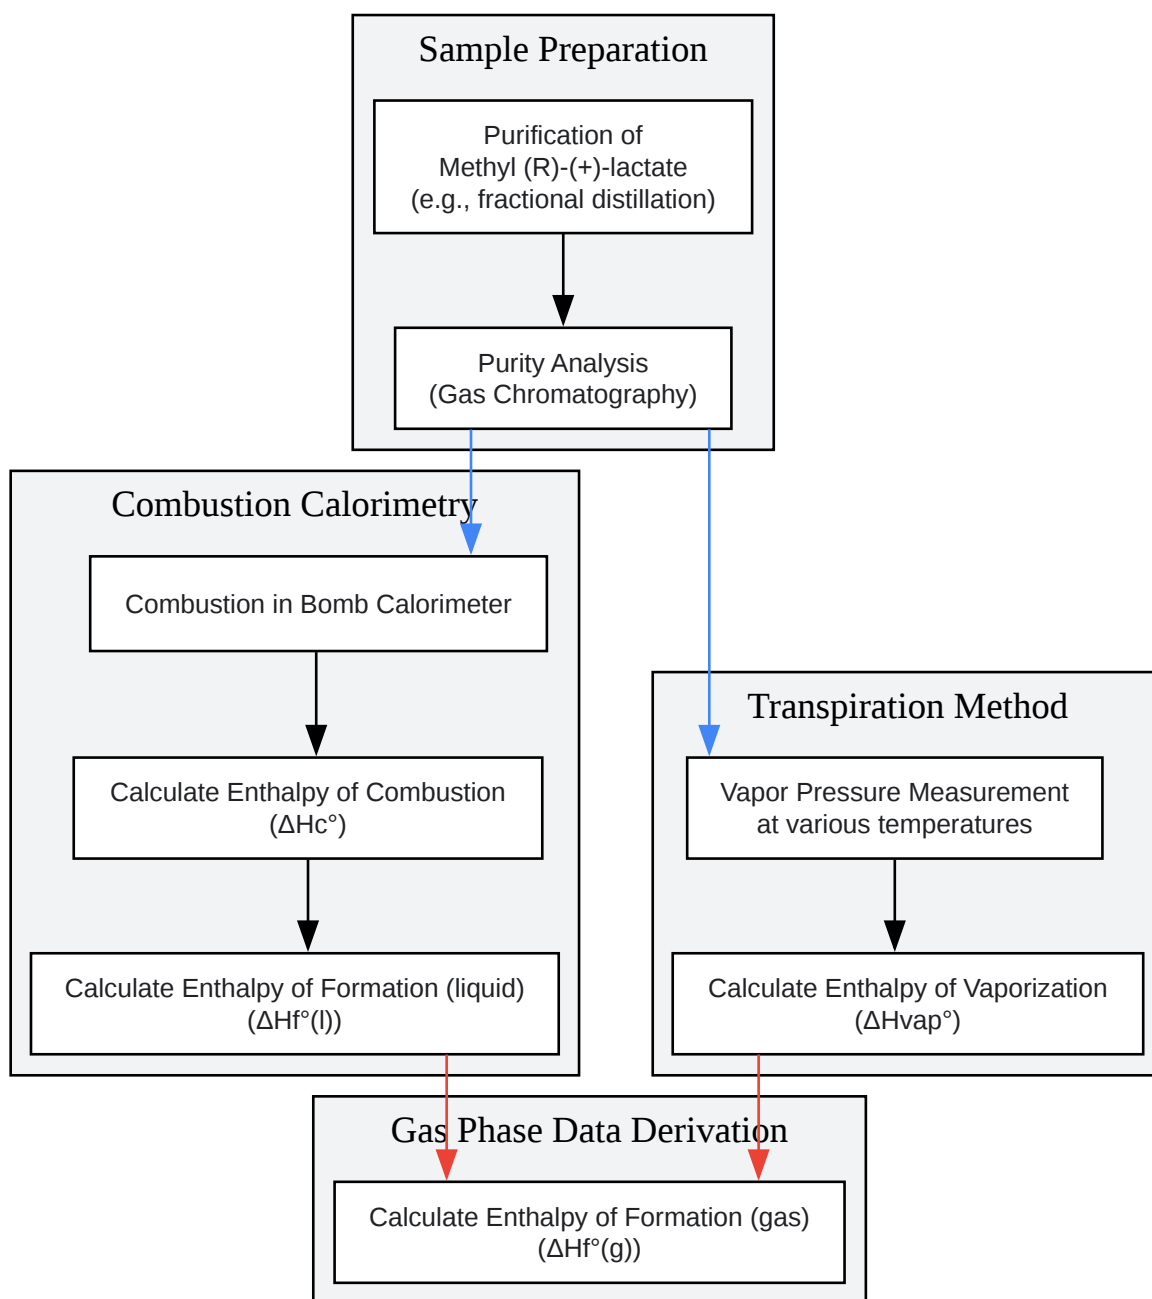 Sample Preparation
Purification of
Methyl (R)-(+)-lactate
(e.g., fractional distillation)
Purity Analysis
(Gas Chromatography)
Combustion Calorimetry
Combustion in Bomb Calorimeter
Calculate Enthalpy of Combustion
(ΔHc°)
Calculate Enthalpy of Formation (liquid)
(ΔHf°(l))
Transpiration Method
Vapor Pressure Measurement
at various temperatures
Calculate Enthalpy of Vaporization
(ΔHvap°)
Gas Phase Data Derivation
Calculate Enthalpy of Formation (gas)
(ΔHf°(g))